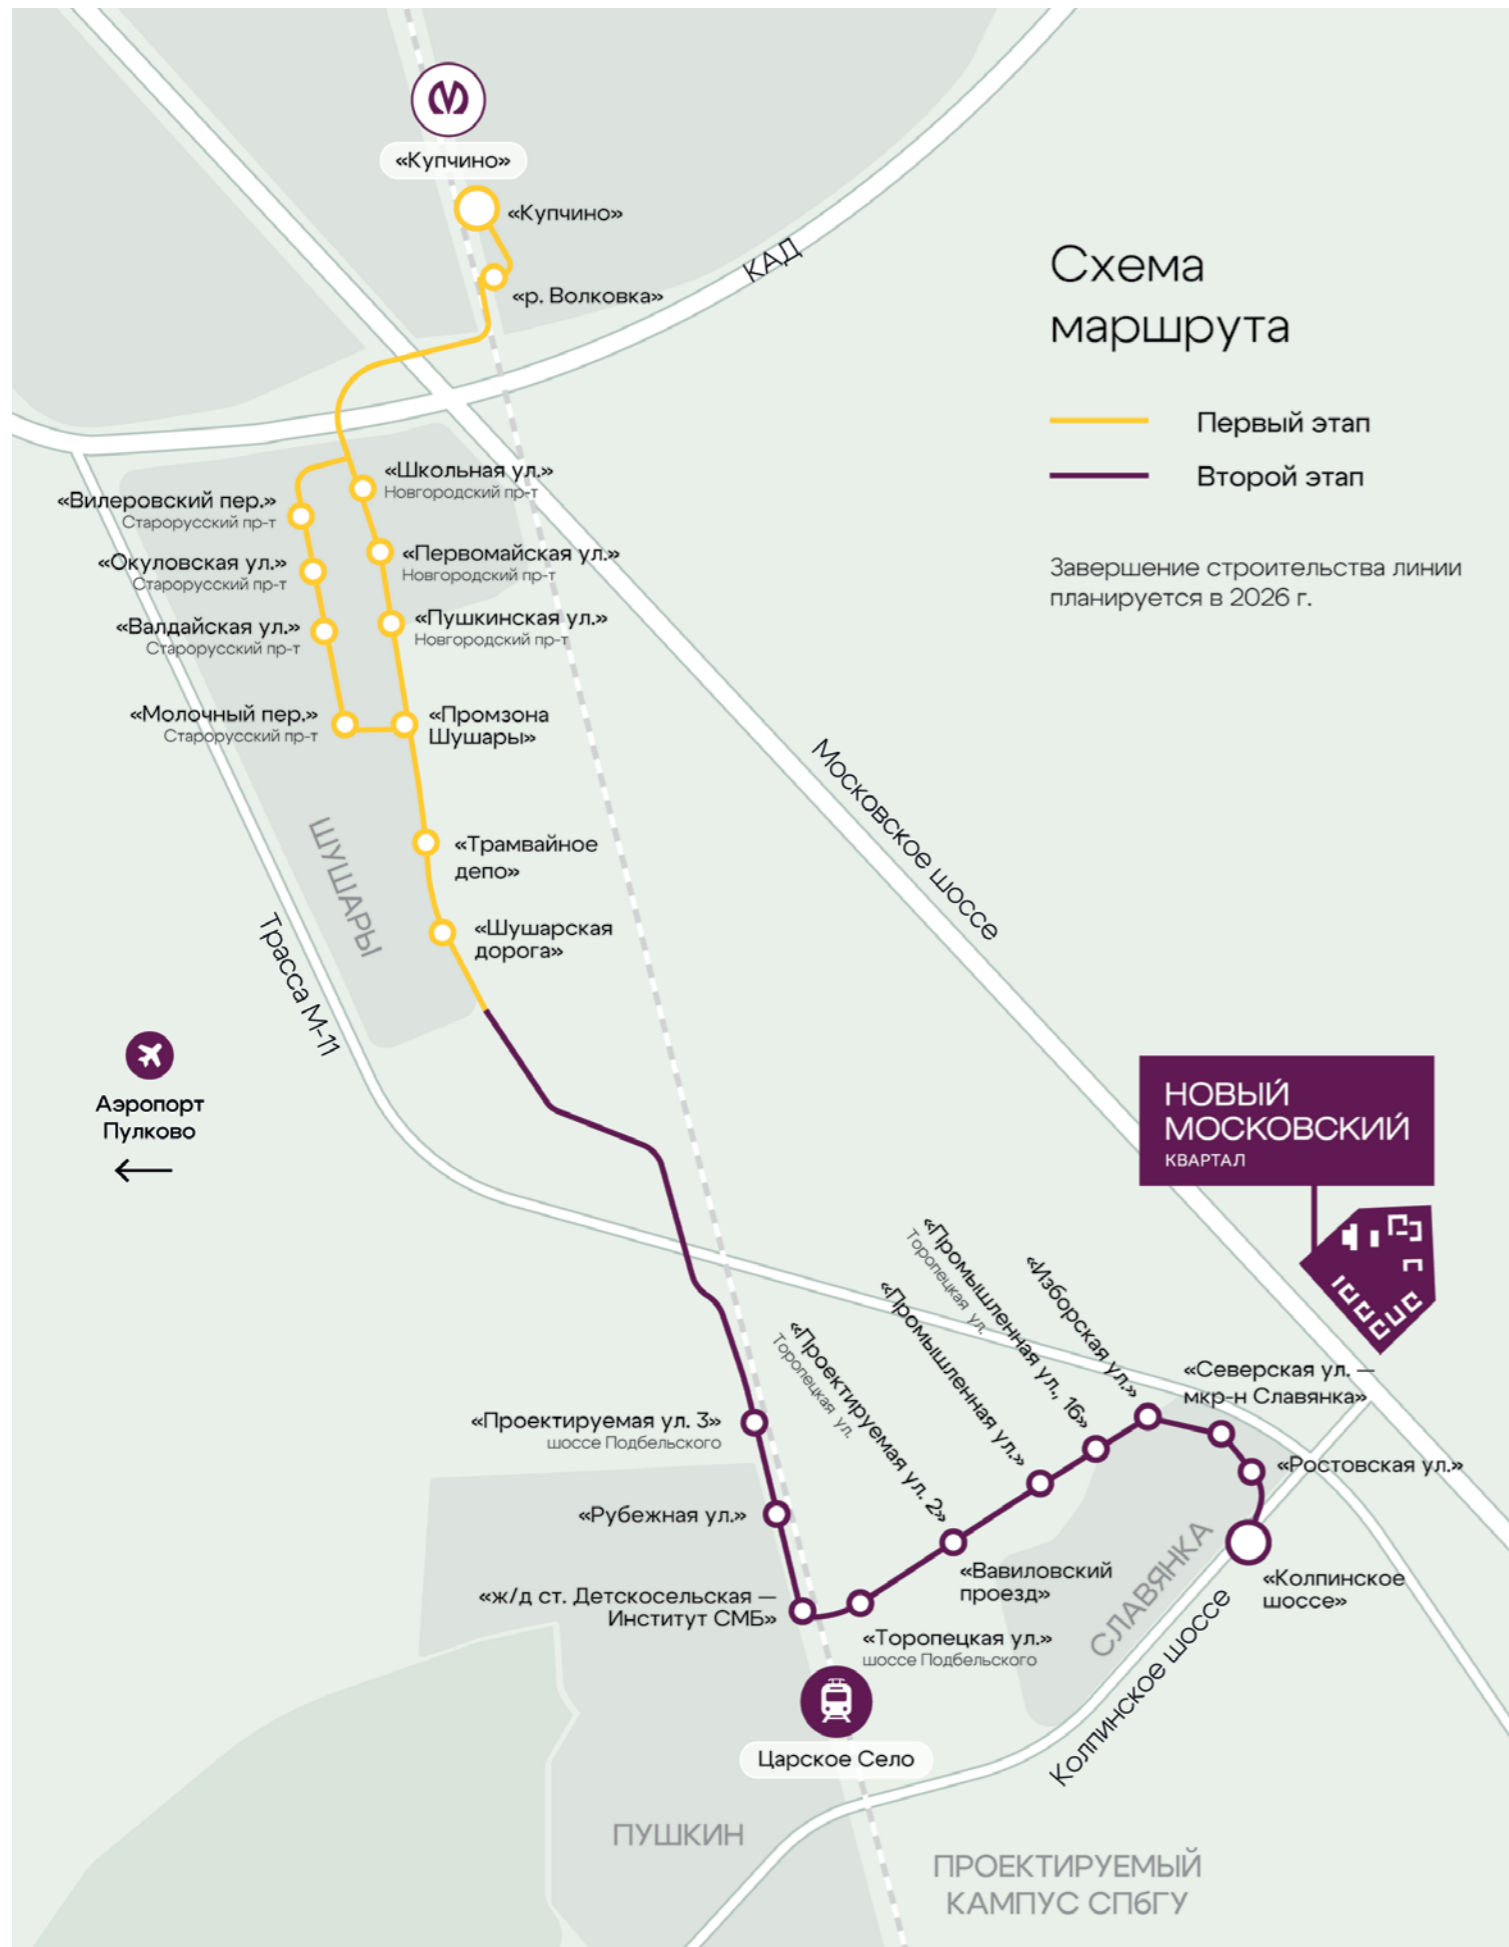 «Купчино»
«Купчино»
«р. Волковка»
КАД
Схема
маршрута
Первый этап
Второй этап
Завершение строительства линии
планируется в 2026 г.
«Школьная ул.»
Новгородский пр-т
«Вилеровский пер.»
Старорусский пр-т
«Первомайская ул.»
Новгородский пр-т
«Окуловская ул.»
Старорусский пр-т
«Пушкинская ул.»
Новгородский пр-т
«Валдайская ул.»
Старорусский пр-т
«Молочный пер.»
Старорусский пр-т
«Промзона
Шушары»
Московское шоссе
ШУШАРЫ
«Трамвайное
депо»
«Шушарская
дорога»
Трасса М-11
Аэропорт
Пулково
НОВЫЙ
МОСКОВСКИЙ
КВАРТАЛ
«Проектируемая ул. 2»
Торопецкая ул.
«Промышленная ул.»
«Промышленная ул., 16»
Торопецкая ул.
«Изборская ул.»
«Северская ул. —
мкр-н Славянка»
«Проектируемая ул. 3»
шоссе Подбельского
«Ростовская ул.»
«Рубежная ул.»
СЛАВЯНКА
«Вавиловский
проезд»
«Колпинское
шоссе»
«ж/д ст. Детскосельская —
Институт СМБ»
«Торопецкая ул.»
шоссе Подбельского
Колпинское шоссе
Царское Село
ПУШКИН
ПРОЕКТИРУЕМЫЙ
КАМПУС СПбГУ